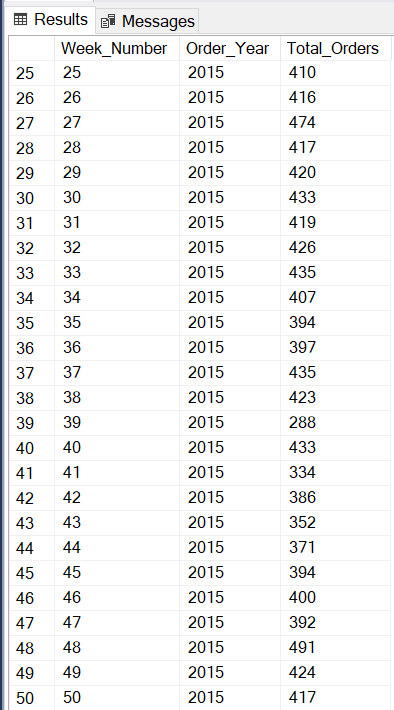 Results Messages
Week_Number Order_Year Total_Orders
25 25 2015 410
26 26 2015 416
27 27 2015 474
28 28 2015 417
29 29 2015 420
30 30 2015 433
31 31 2015 419
32 32 2015 426
33 33 2015 435
34 34 2015 407
35 35 2015 394
36 36 2015 397
37 37 2015 435
38 38 2015 423
39 39 2015 288
40 40 2015 433
41 41 2015 334
42 42 2015 386
43 43 2015 352
44 44 2015 371
45 45 2015 394
46 46 2015 400
47 47 2015 392
48 48 2015 491
49 49 2015 424
50 50 2015 417